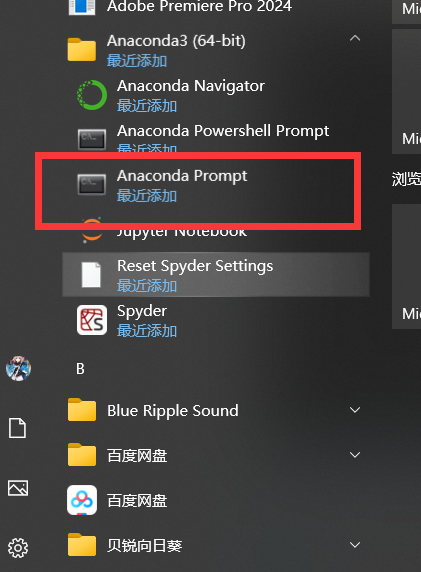 Adobe Premiere Pro 2024
Mic
Anaconda3 (64-bit)
最近添加
Anaconda Navigator
最近添加
Anaconda Powershell Prompt
最近添加
Mic
Anaconda Prompt
最近添加
浏览
Jupyter Notebook
Reset Spyder Settings
最近添加
Spyder
最近添加
Mic
B
Blue Ripple Sound
百度网盘
百度网盘
贝锐向日葵